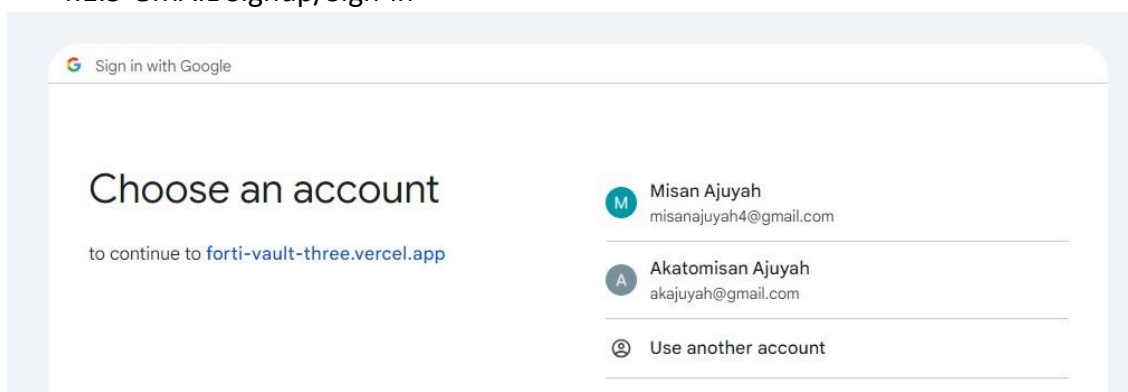 Sign in with Google
Choose an account
to continue to forti-vault-three.vercel.app
M
Misan Ajuyah
misanajuyah4@gmail.com
A
Akatomisan Ajuyah
akajuyah@gmail.com
Use another account